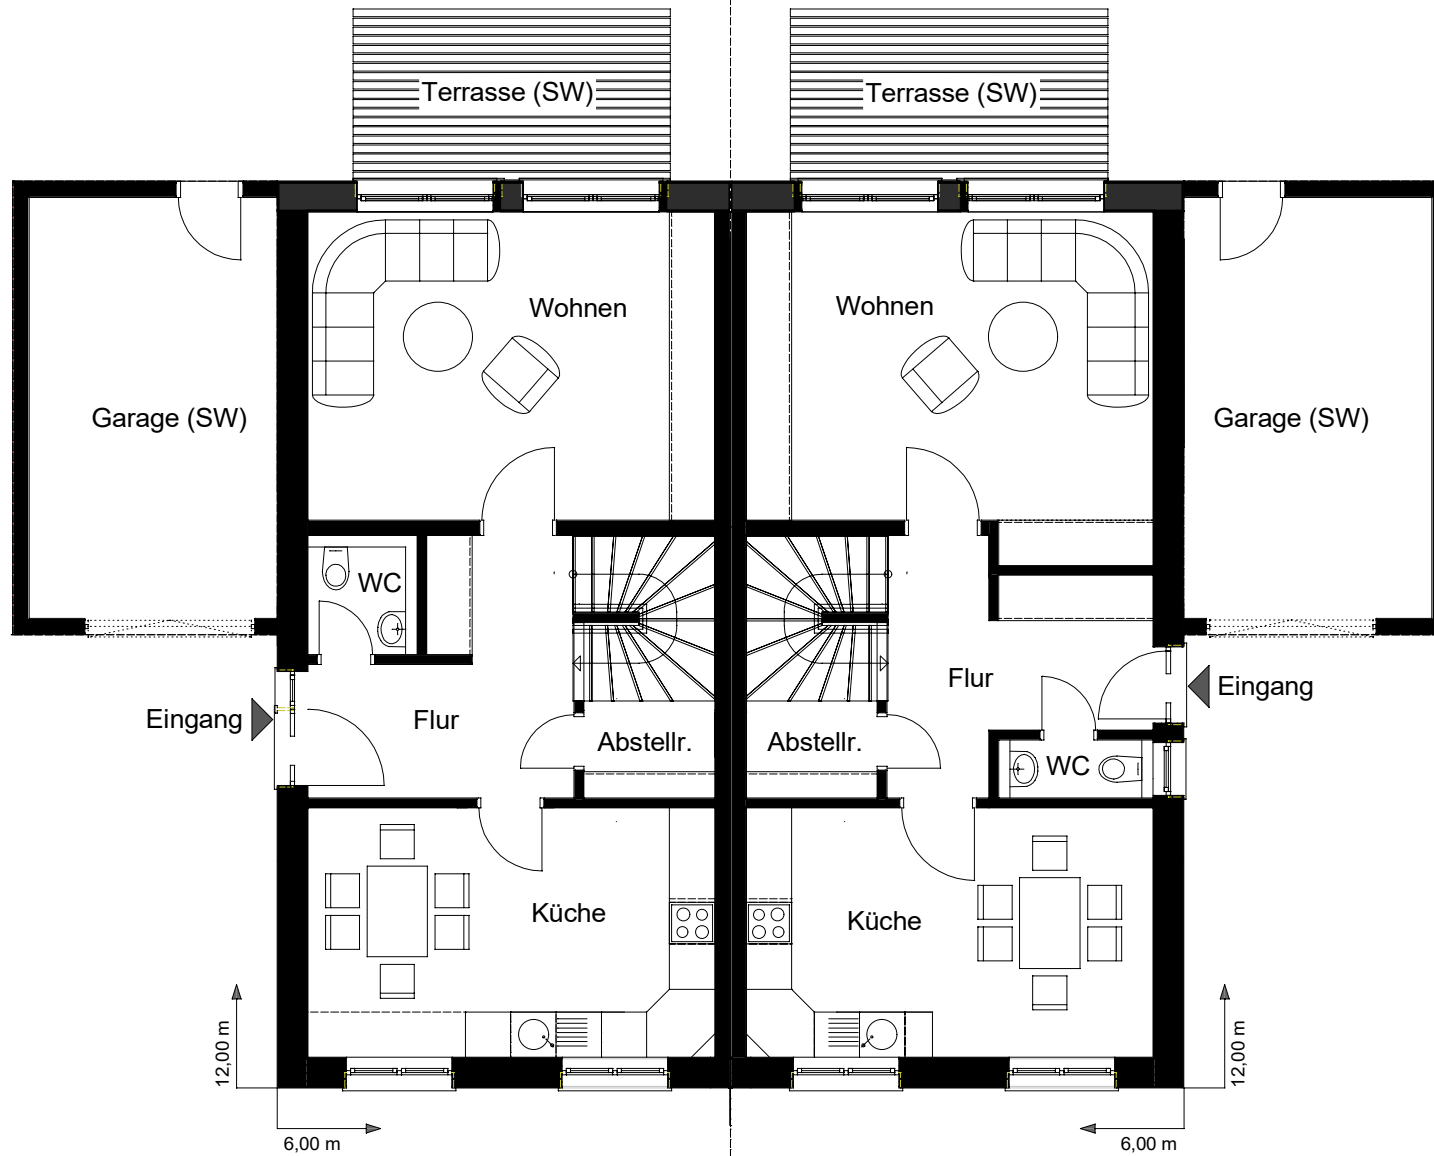 Terrasse (SW)
Terrasse (SW)
Wohnen
Wohnen
Garage (SW)
Garage (SW)
WC
Flur
Eingang
Eingang
Flur
Abstellr.
Abstellr.
WC
Küche
Küche
12,00 m
12,00 m
6,00 m
6,00 m